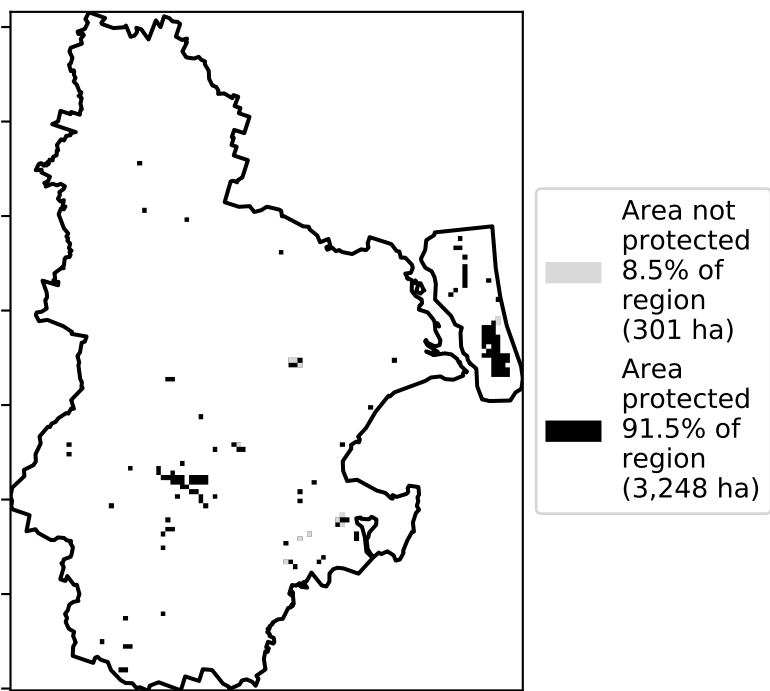 Area not
protected
8.5% of
region
(301 ha)
Area
protected
91.5% of
region
(3,248 ha)